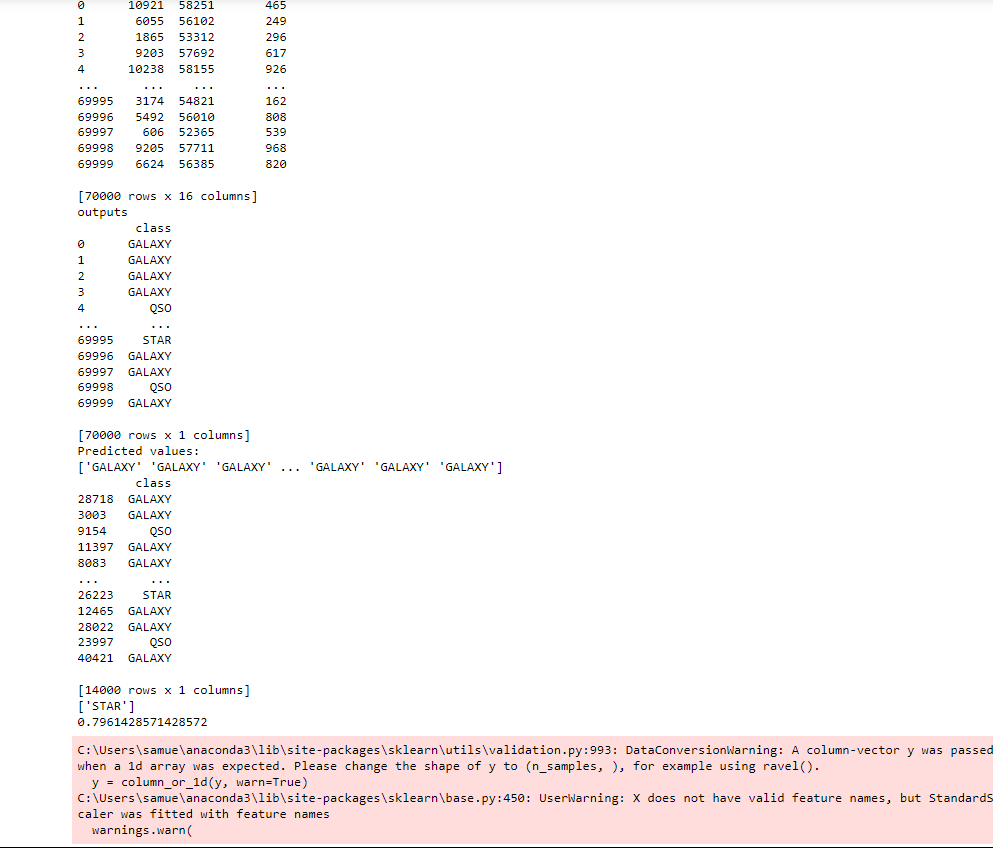 0      10921  58251       465
1       6055  56102       249
2       1865  53312       296
3       9203  57692       617
4      10238  58155       926
...      ...    ...       ...
69995   3174  54821       162
69996   5492  56010       808
69997    606  52365       539
69998   9205  57711       968
69999   6624  56385       820
[70000 rows x 16 columns]
outputs
class
0      GALAXY
1      GALAXY
2      GALAXY
3      GALAXY
4         QSO
...       ...
69995    STAR
69996  GALAXY
69997  GALAXY
69998     QSO
69999  GALAXY
[70000 rows x 1 columns]
Predicted values:
['GALAXY' 'GALAXY' 'GALAXY' ... 'GALAXY' 'GALAXY' 'GALAXY']
class
28718  GALAXY
3003   GALAXY
9154      QSO
11397  GALAXY
8083   GALAXY
...       ...
26223    STAR
12465  GALAXY
28022  GALAXY
23997     QSO
40421  GALAXY
[14000 rows x 1 columns]
['STAR']
0.7961428571428572
C:\Users\samue\anaconda3\lib\site-packages\sklearn\utils\validation.py:993: DataConversionWarning: A column-vector y was passed
when a 1d array was expected. Please change the shape of y to (n_samples, ), for example using ravel().
y = column_or_1d(y, warn=True)
C:\Users\samue\anaconda3\lib\site-packages\sklearn\base.py:450: UserWarning: X does not have valid feature names, but StandardS
caler was fitted with feature names
warnings.warn(